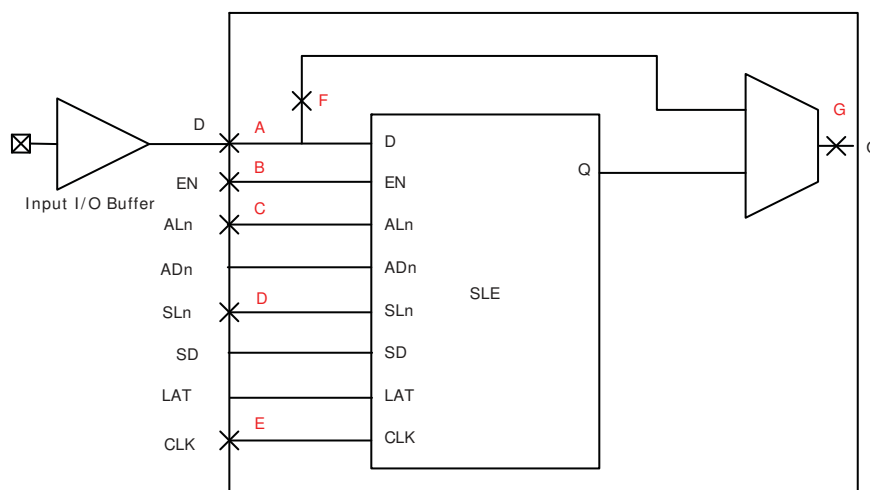 F
G
D
A
D
Q
B
EN
EN
Input I/O Buffer
C
ALn
ALn
ADn
ADn
SLE
D
SLn
SLn
SD
SD
LAT
LAT
E
CLK
CLK